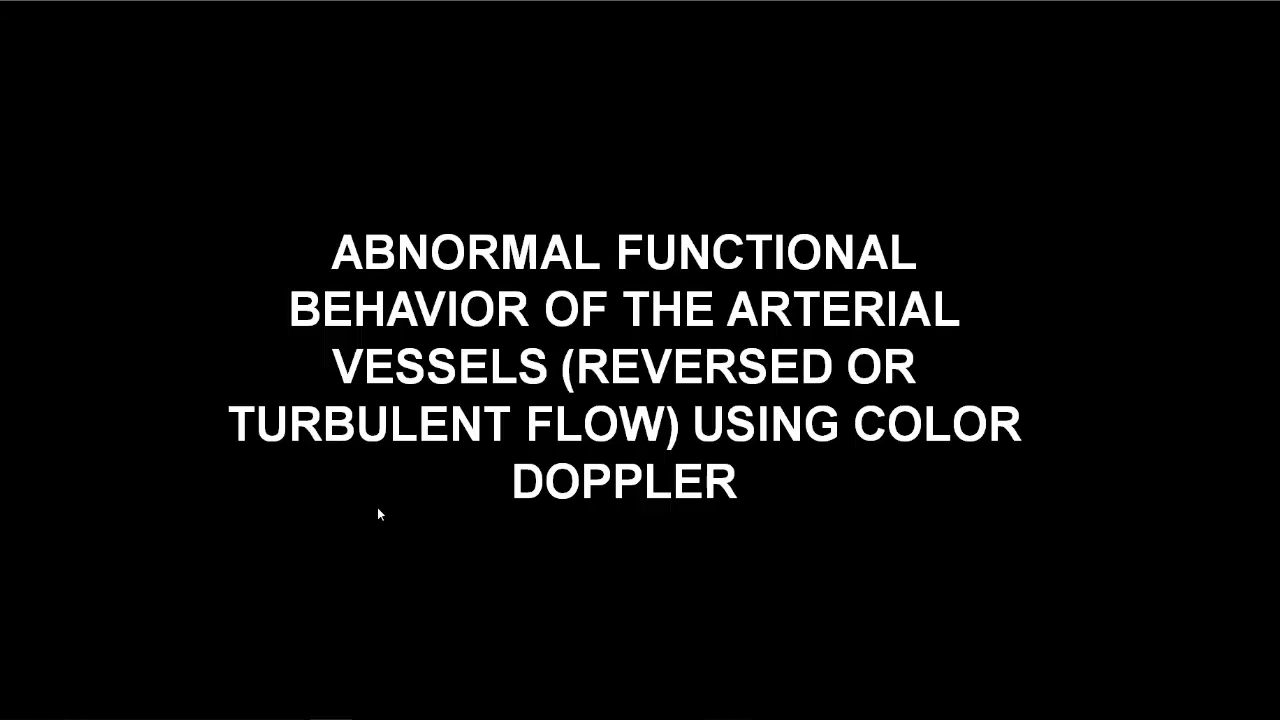 ABNORMAL FUNCTIONAL
BEHAVIOR OF THE ARTERIAL
VESSELS (REVERSED OR
TURBULENT FLOW) USING COLOR
DOPPLER